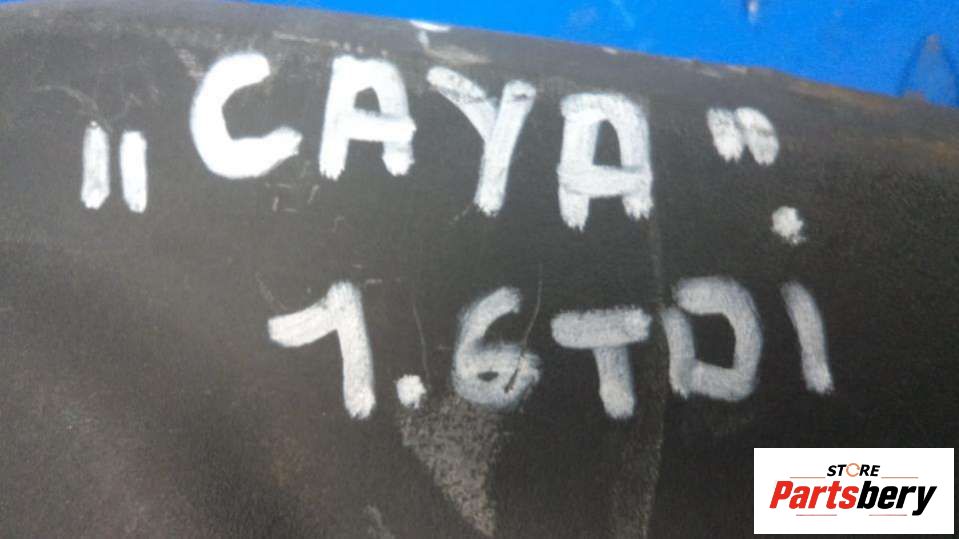 „CAYA".
1.6TDI
STORE
Partsbery